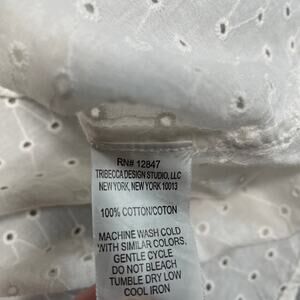 RN# 12847
TRIBECCA DESIGN STUDIO, LLC
NEW YORK, NEW YORK 10013
100% COTTON/COTON
MACHINE WASH COLD
WITH SIMILAR COLORS.
GENTLE CYCLE
DO NOT BLEACH
TUMBLE DRY LOW
COOL IRON